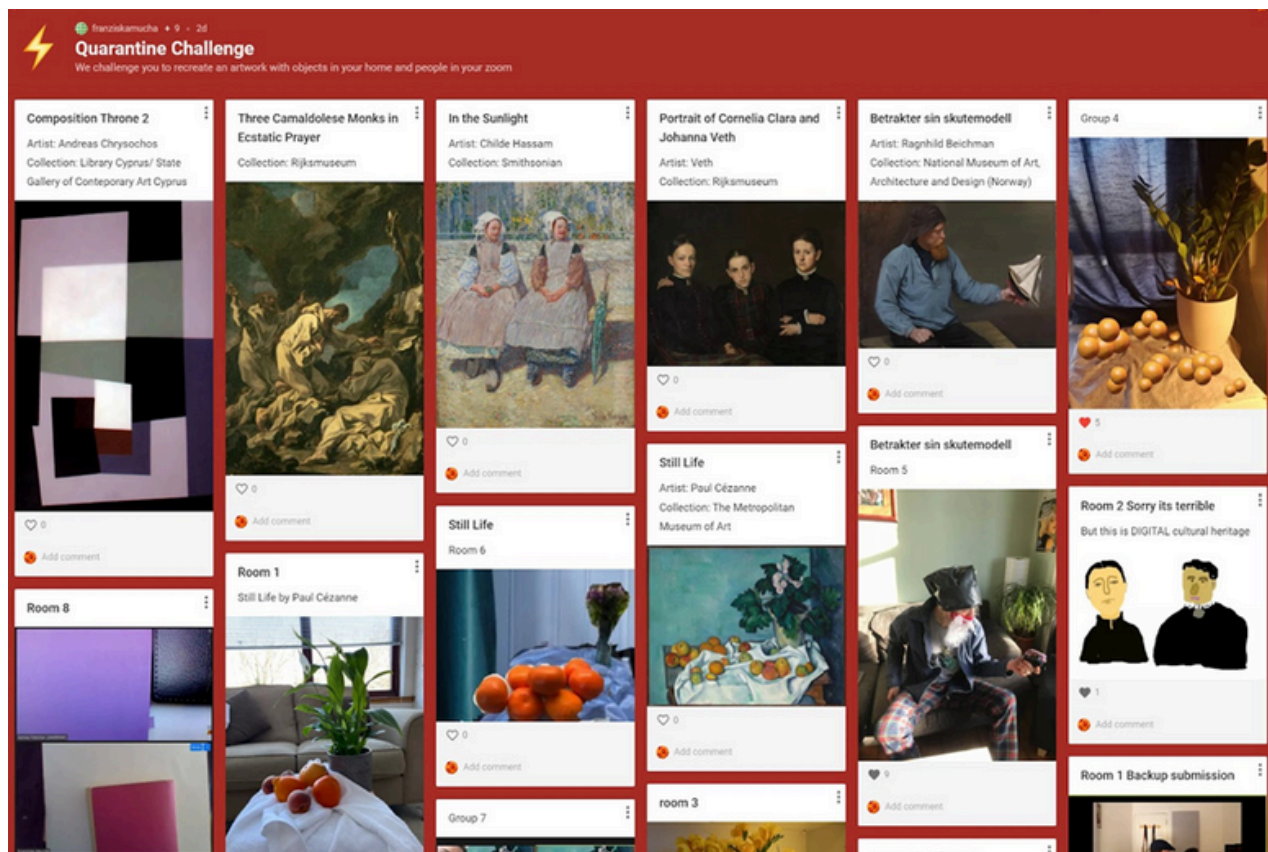 franziskamucha + 9 • 2d
Quarantine Challenge
We challenge you to recreate an artwork with objects in your home and people in your zoom
Composition Throne 2
Artist: Andreas Chrysochos
Collection: Library Cyprus/ State
Gallery of Conteporary Art Cyprus
0
Add comment
Room 8
Three Camaldolese Monks in
Ecstatic Prayer
Collection: Rijksmuseum
0
Add comment
Room 1
Still Life by Paul Cézanne
In the Sunlight
Artist: Childe Hassam
Collection: Smithsonian
0
Add comment
Still Life
Room 6
0
Add comment
Group 7
Portrait of Cornelia Clara and
Johanna Veth
Artist: Veth
Collection: Rijksmuseum
0
Add comment
Still Life
Artist: Paul Cézanne
Collection: The Metropolitan
Museum of Art
0
Add comment
room 3
Betrakter sin skutemodell
Artist: Ragnhild Beichman
Collection: National Museum of Art,
Architecture and Design (Norway)
0
Add comment
Betrakter sin skutemodell
Room 5
9
Add comment
Group 4
5
Add comment
Room 2 Sorry its terrible
But this is DIGITAL cultural heritage
1
Add comment
Room 1 Backup submission